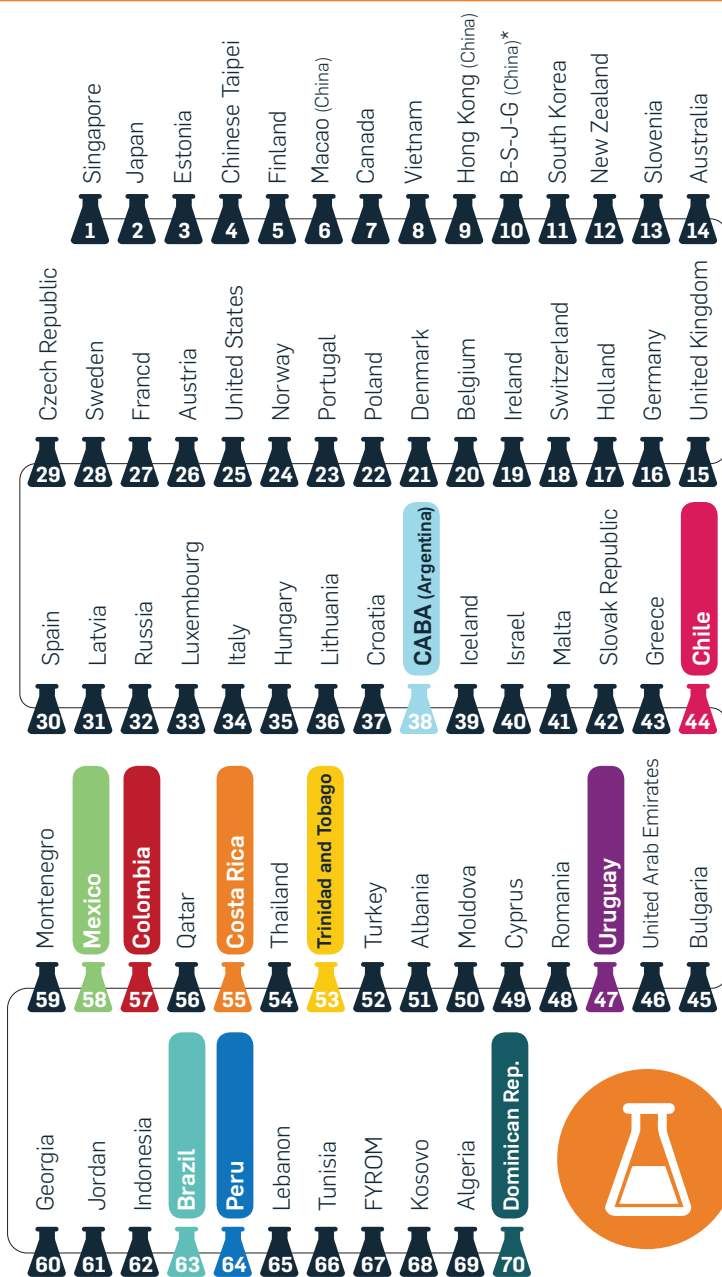 1 Singapore
2 Japan
3 Estonia
4 Chinese Taipei
5 Finland
6 Macao (China)
7 Canada
8 Vietnam
9 Hong Kong (China)
10 B-S-J-G (China)*
11 South Korea
12 New Zealand
13 Slovenia
14 Australia
15 United Kingdom
16 Germany
17 Holland
18 Switzerland
19 Ireland
20 Belgium
21 Denmark
22 Poland
23 Portugal
24 Norway
25 United States
26 Austria
27 Francd
28 Sweden
29 Czech Republic
30 Spain
31 Latvia
32 Russia
33 Luxembourg
34 Italy
35 Hungary
36 Lithuania
37 Croatia
38 CABA (Argentina)
39 Iceland
40 Israel
41 Malta
42 Slovak Republic
43 Greece
44 Chile
45 Bulgaria
46 United Arab Emirates
47 Uruguay
48 Romania
49 Cyprus
50 Moldova
51 Albania
52 Turkey
53 Trinidad and Tobago
54 Thailand
55 Costa Rica
56 Qatar
57 Colombia
58 Mexico
59 Montenegro
60 Georgia
61 Jordan
62 Indonesia
63 Brazil
64 Peru
65 Lebanon
66 Tunisia
67 FYROM
68 Kosovo
69 Algeria
70 Dominican Rep.